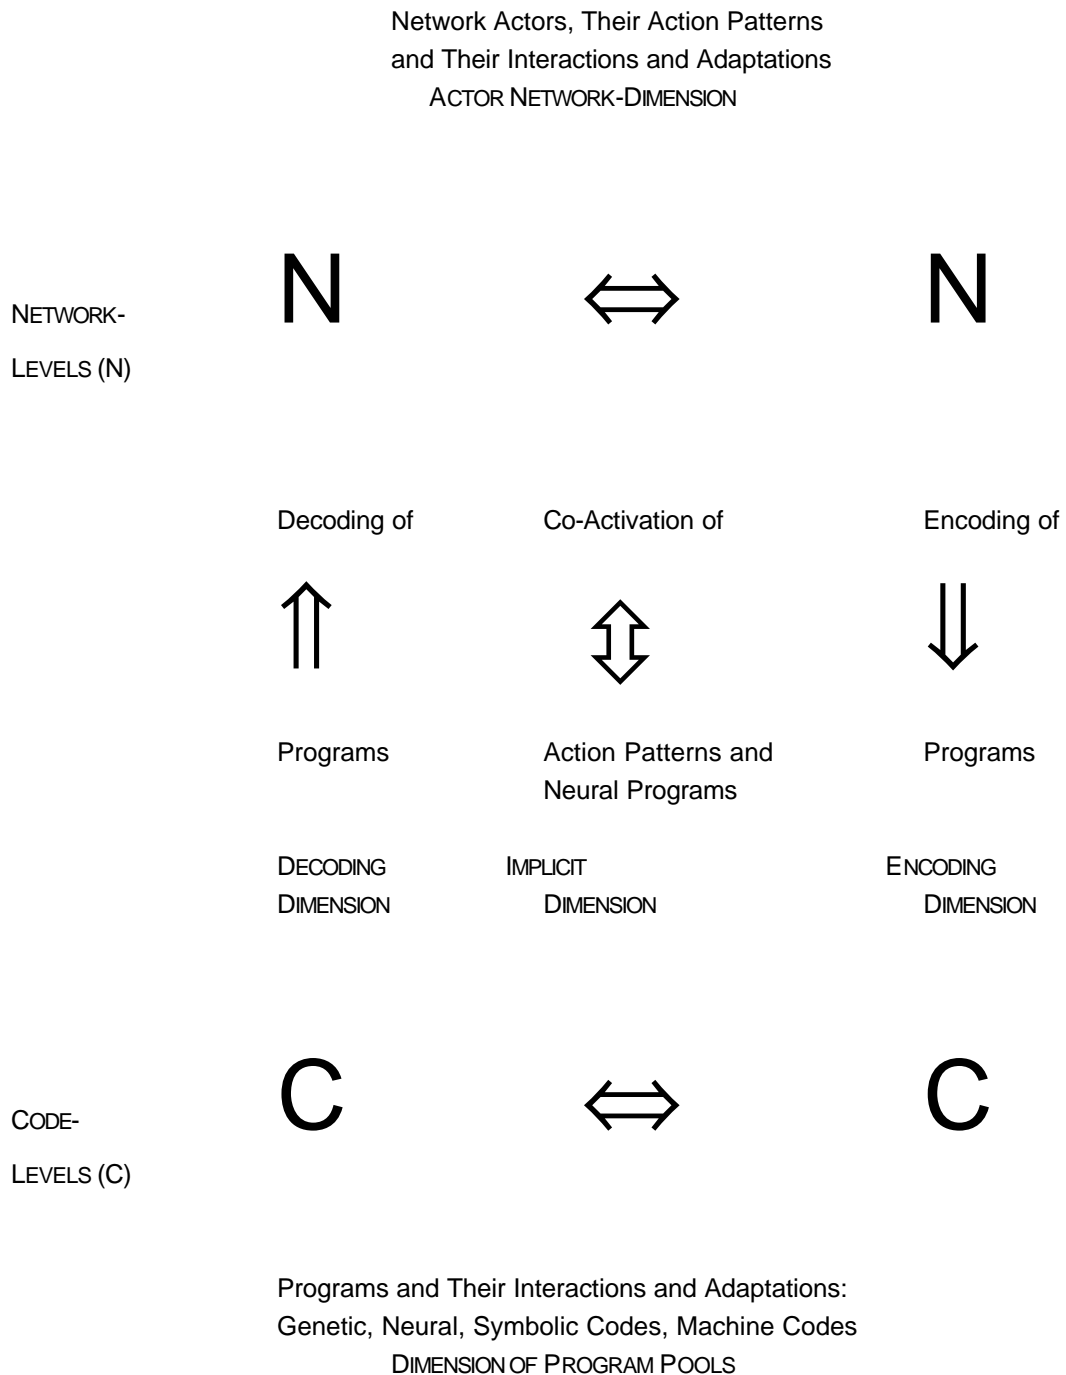 Network Actors, Their Action Patterns
and Their Interactions and Adaptations
ACTOR NETWORK-DIMENSION
N ⇔ N
NETWORK-
LEVELS (N)
Decoding of Co-Activation of Encoding of
⇑ ⇕ ⇓
Programs Action Patterns and Programs
Neural Programs
DECODING IMPLICIT ENCODING
DIMENSION DIMENSION DIMENSION
C ⇔ C
CODE-
LEVELS (C)
Programs and Their Interactions and Adaptations:
Genetic, Neural, Symbolic Codes, Machine Codes
DIMENSION OF PROGRAM POOLS